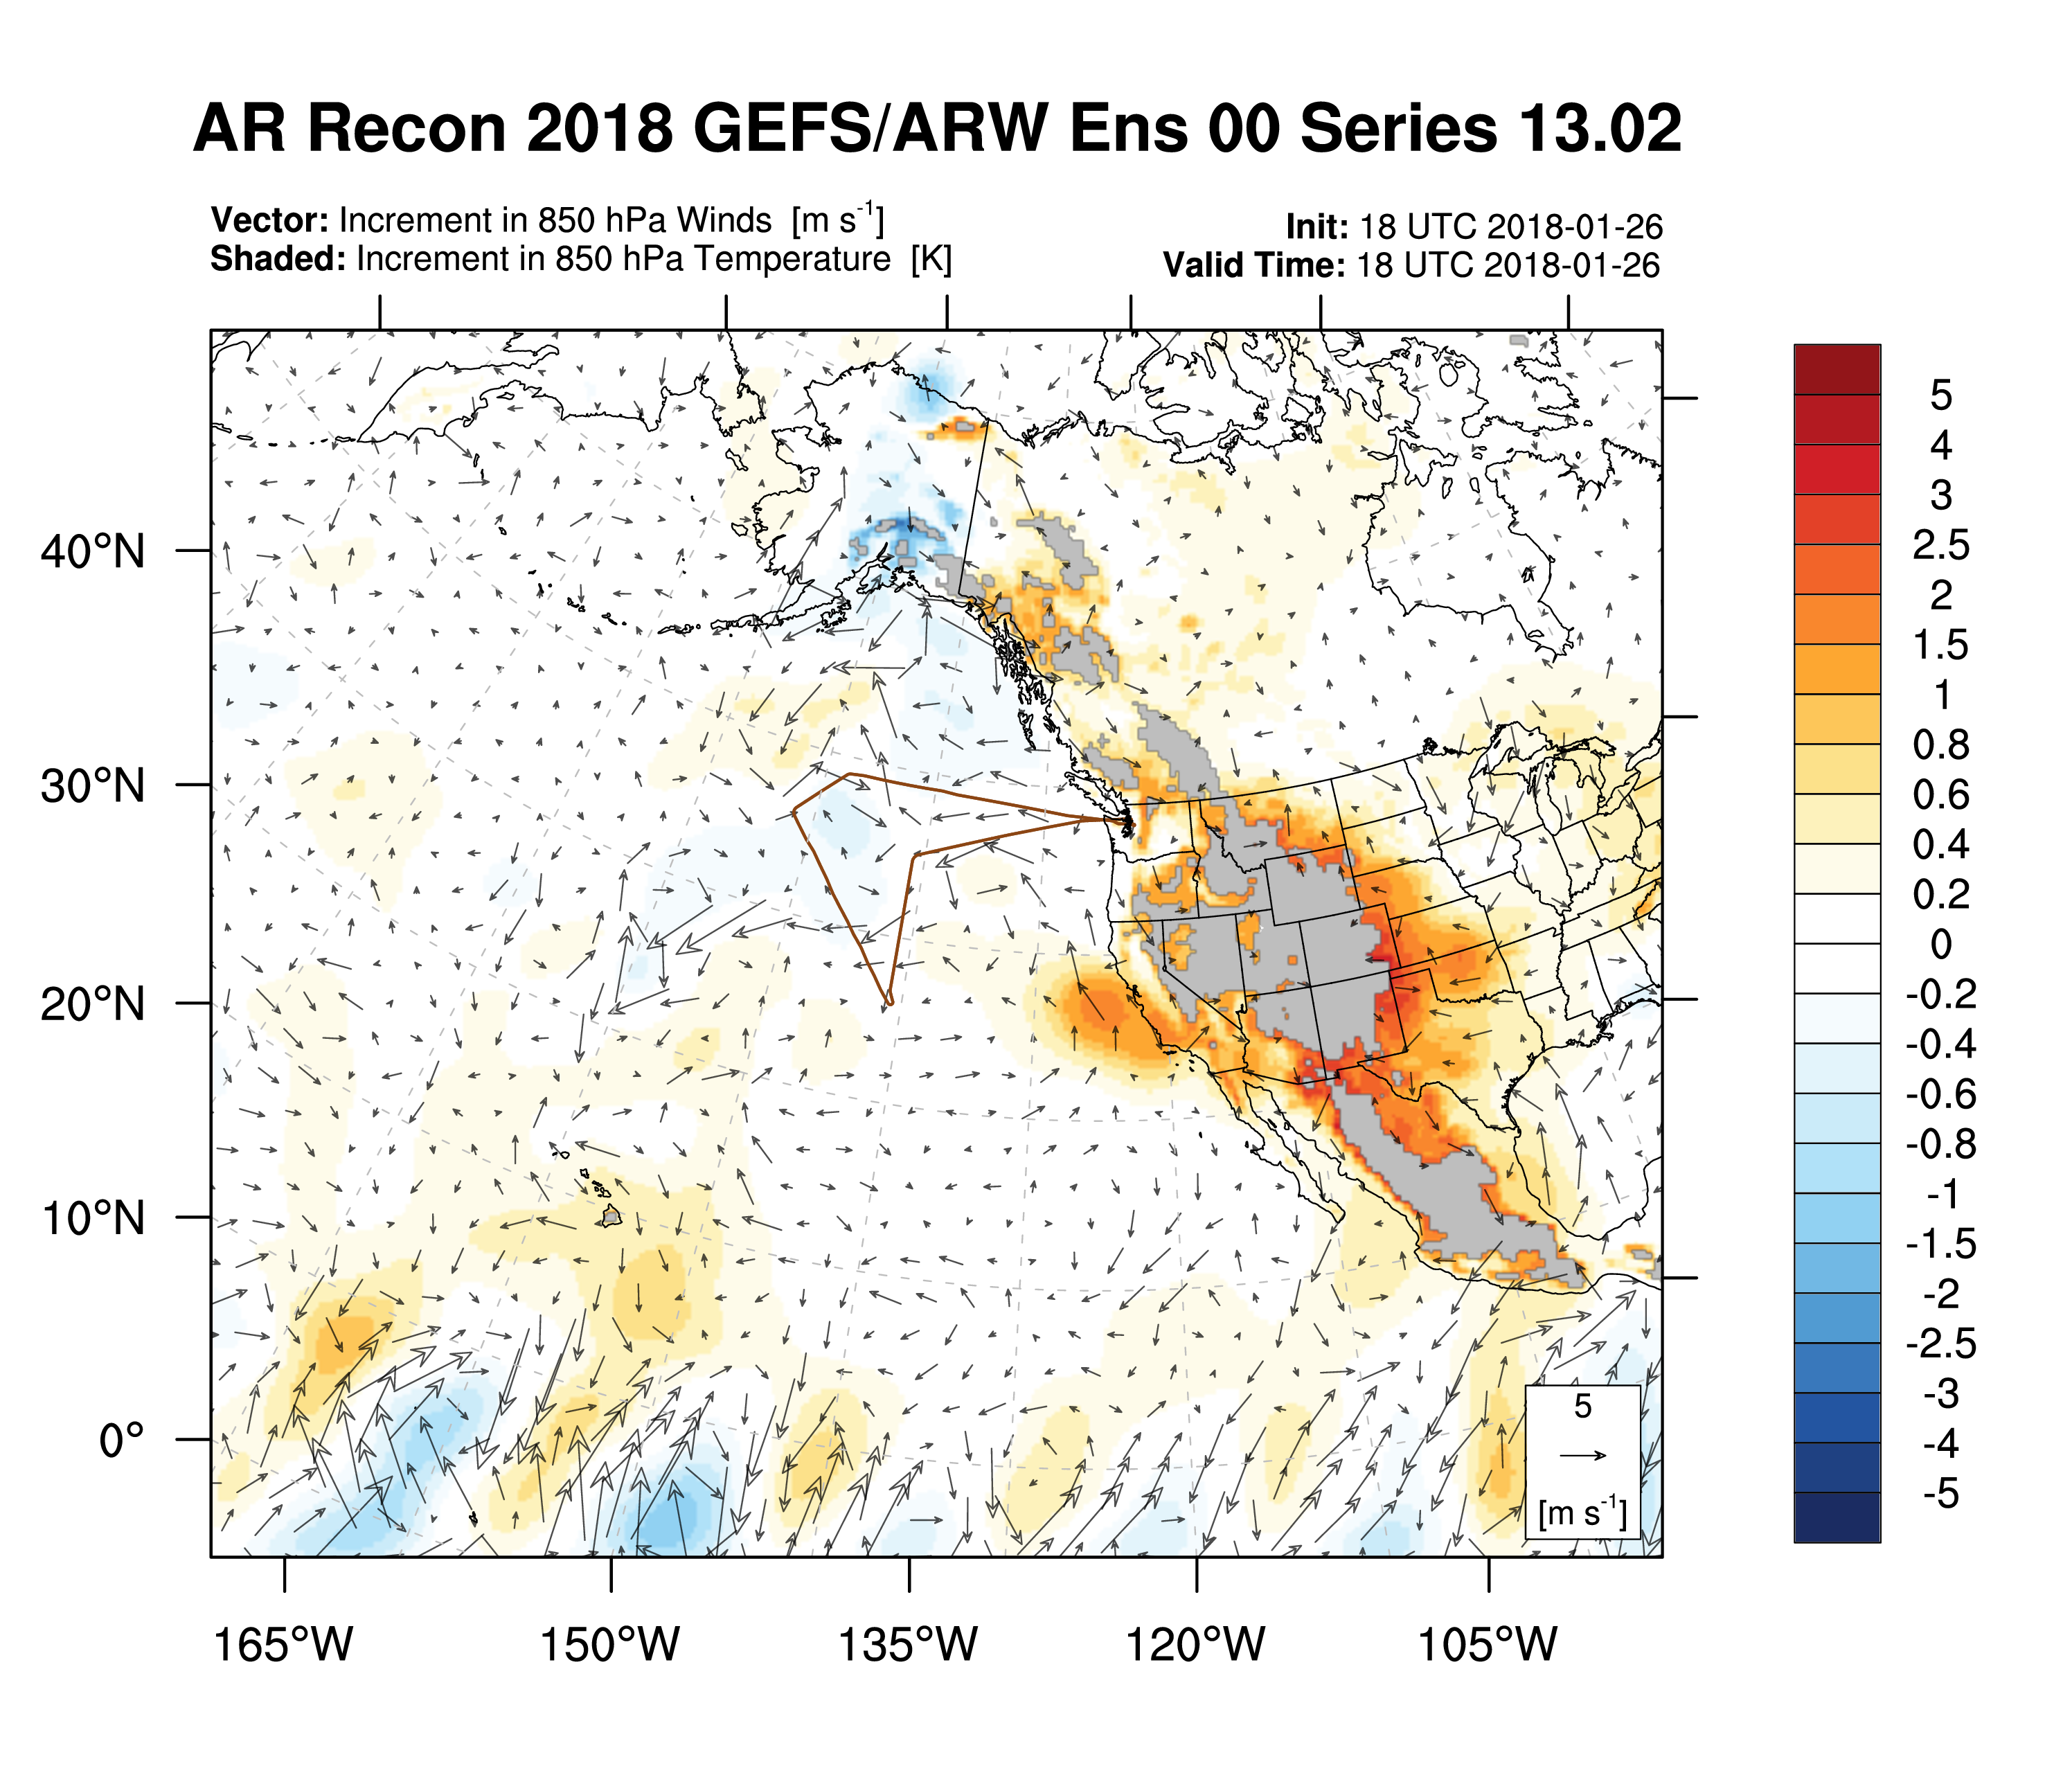 AR Recon 2018 GEFS/ARW Ens 00 Series 13.02
Vector: Increment in 850 hPa Winds [m s-1]
Init: 18 UTC 2018-01-26
Shaded: Increment in 850 hPa Temperature [K]
Valid Time: 18 UTC 2018-01-26
40°N
30°N
20°N
10°N
0°
165°W
150°W
135°W
120°W
105°W
5
[m s-1]
5
4
3
2.5
2
1.5
1
0.8
0.6
0.4
0.2
0
-0.2
-0.4
-0.6
-0.8
-1
-1.5
-2
-2.5
-3
-4
-5